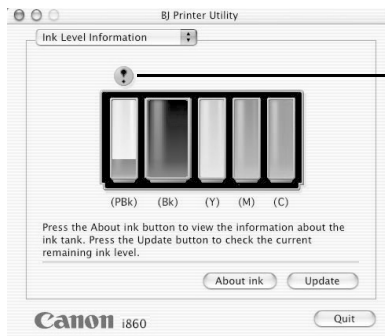 BJ Printer Utility
Ink Level Information
!
(PBk) (Bk) (Y) (M) (C)
Press the About ink button to view the information about the
ink tank. Press the Update button to check the current
remaining ink level.
About ink Update
Canon i860 Quit